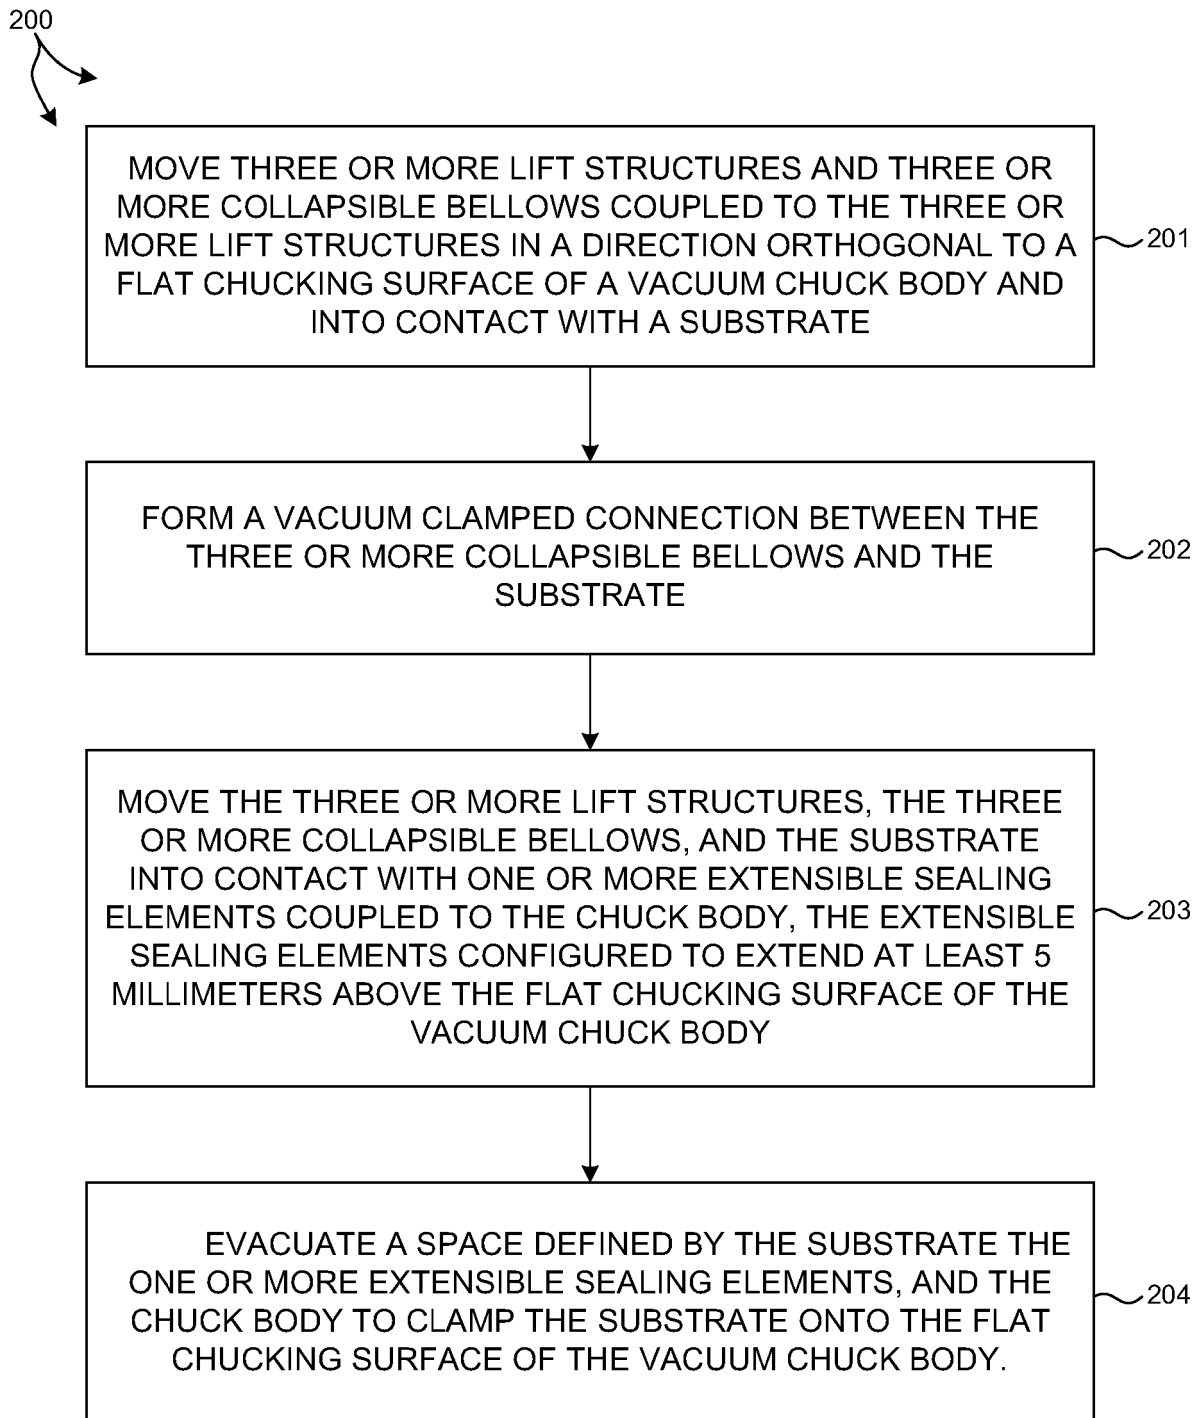 200
MOVE THREE OR MORE LIFT STRUCTURES AND THREE OR
MORE COLLAPSIBLE BELLOWS COUPLED TO THE THREE OR
MORE LIFT STRUCTURES IN A DIRECTION ORTHOGONAL TO A
FLAT CHUCKING SURFACE OF A VACUUM CHUCK BODY AND
INTO CONTACT WITH A SUBSTRATE
201
FORM A VACUUM CLAMPED CONNECTION BETWEEN THE
THREE OR MORE COLLAPSIBLE BELLOWS AND THE
SUBSTRATE
202
MOVE THE THREE OR MORE LIFT STRUCTURES, THE THREE
OR MORE COLLAPSIBLE BELLOWS, AND THE SUBSTRATE
INTO CONTACT WITH ONE OR MORE EXTENSIBLE SEALING
ELEMENTS COUPLED TO THE CHUCK BODY, THE EXTENSIBLE
SEALING ELEMENTS CONFIGURED TO EXTEND AT LEAST 5
MILLIMETERS ABOVE THE FLAT CHUCKING SURFACE OF THE
VACUUM CHUCK BODY
203
EVACUATE A SPACE DEFINED BY THE SUBSTRATE THE
ONE OR MORE EXTENSIBLE SEALING ELEMENTS, AND THE
CHUCK BODY TO CLAMP THE SUBSTRATE ONTO THE FLAT
CHUCKING SURFACE OF THE VACUUM CHUCK BODY.
204